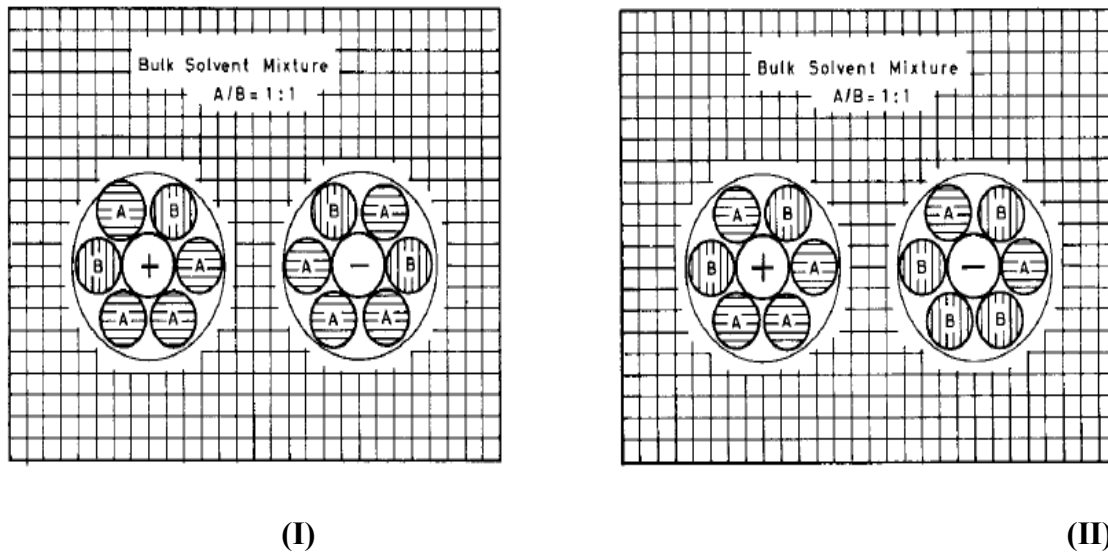 Bulk Solvent Mixture
A/B = 1:1
A B
B + A
A A
B A
A - B
A A
(I)
Bulk Solvent Mixture
A/B = 1:1
A B
B + A
A A
A B
B - A
B B
(II)